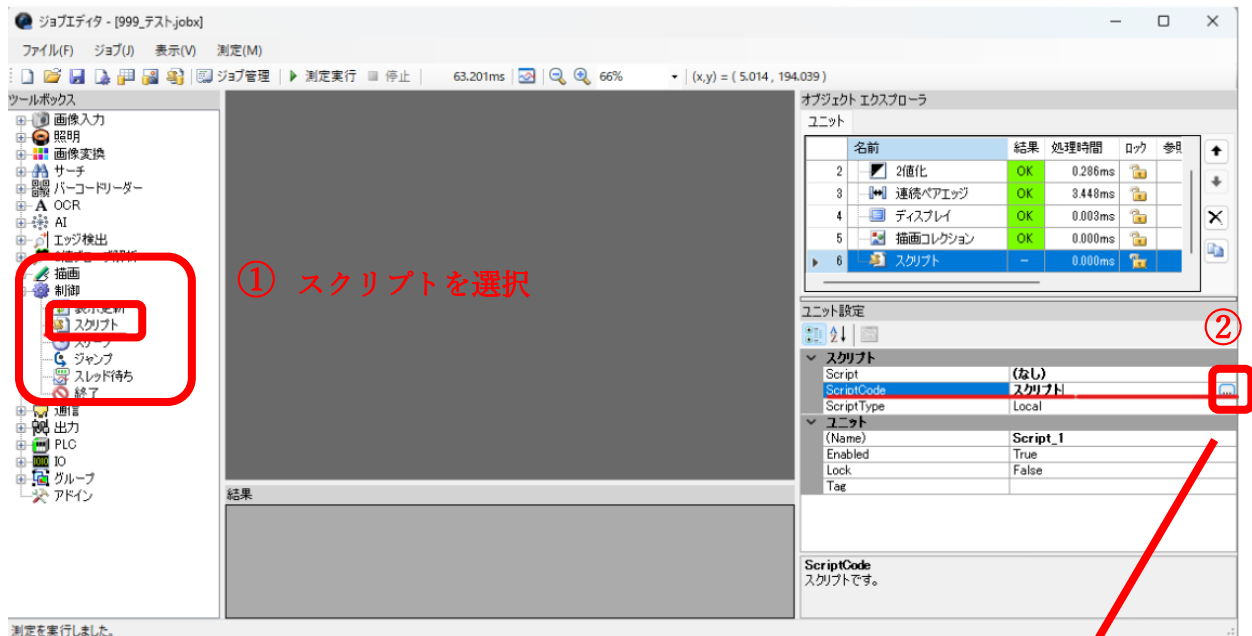 ジョブエディタ - [999_テスト.jobx]
ファイル(F) ジョブ(J) 表示(V) 測定(M)
ジョブ管理 測定実行 停止 63.201ms 66% (x,y) = ( 5.014 , 194.039 )
ツールボックス
画像入力
照明
画像変換
サーチ
バーコードリーダー
OCR
AI
エッジ検出
描画
制御
表示更新
スクリプト
スリープ
ジャンプ
スレッド待ち
終了
通信
出力
PLC
IO
グループ
アドイン
① スクリプトを選択
結果
オブジェクト エクスプローラ
ユニット
名前 結果 処理時間 ロック 参照
2 2値化 OK 0.286ms
3 連続ペアエッジ OK 3.448ms
4 ディスプレイ OK 0.003ms
5 描画コレクション OK 0.000ms
6 スクリプト - 0.000ms
ユニット設定
②
スクリプト
Script (なし)
ScriptCode スクリプト ...
ScriptType Local
ユニット
(Name) Script_1
Enabled True
Lock False
Tag
ScriptCode
スクリプトです。
測定を実行しました。